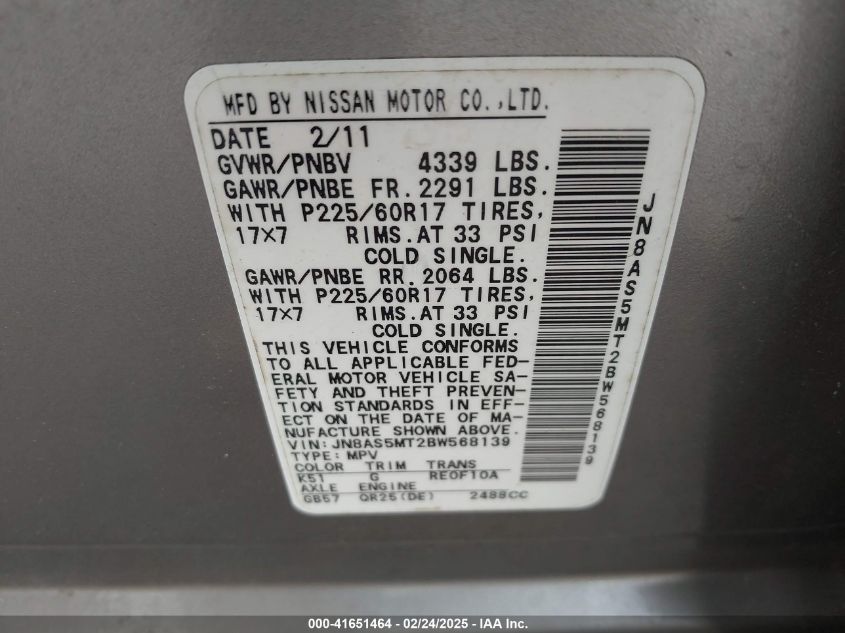 MFD BY NISSAN MOTOR CO.,LTD.
DATE 2/11
GVWR/PNBV 4339 LBS.
GAWR/PNBE FR. 2291 LBS.
WITH P225/60R17 TIRES,
17×7 RIMS. AT 33 PSI
COLD SINGLE.
GAWR/PNBE RR. 2064 LBS.
WITH P225/60R17 TIRES,
17×7 RIMS. AT 33 PSI
COLD SINGLE.
THIS VEHICLE CONFORMS
TO ALL APPLICABLE FED-
ERAL MOTOR VEHICLE SA-
FETY AND THEFT PREVEN-
TION STANDARDS IN EFF-
ECT ON THE DATE OF MA-
NUFACTURE SHOWN ABOVE.
VIN: JN8AS5MT2BW568139
TYPE: MPV
COLOR TRIM TRANS
K51 G RE0F10A
AXLE ENGINE
GB57 QR25(DE) 2488CC
JN8AS5MT2BW568139
000-41651464 - 02/24/2025 - IAA Inc.